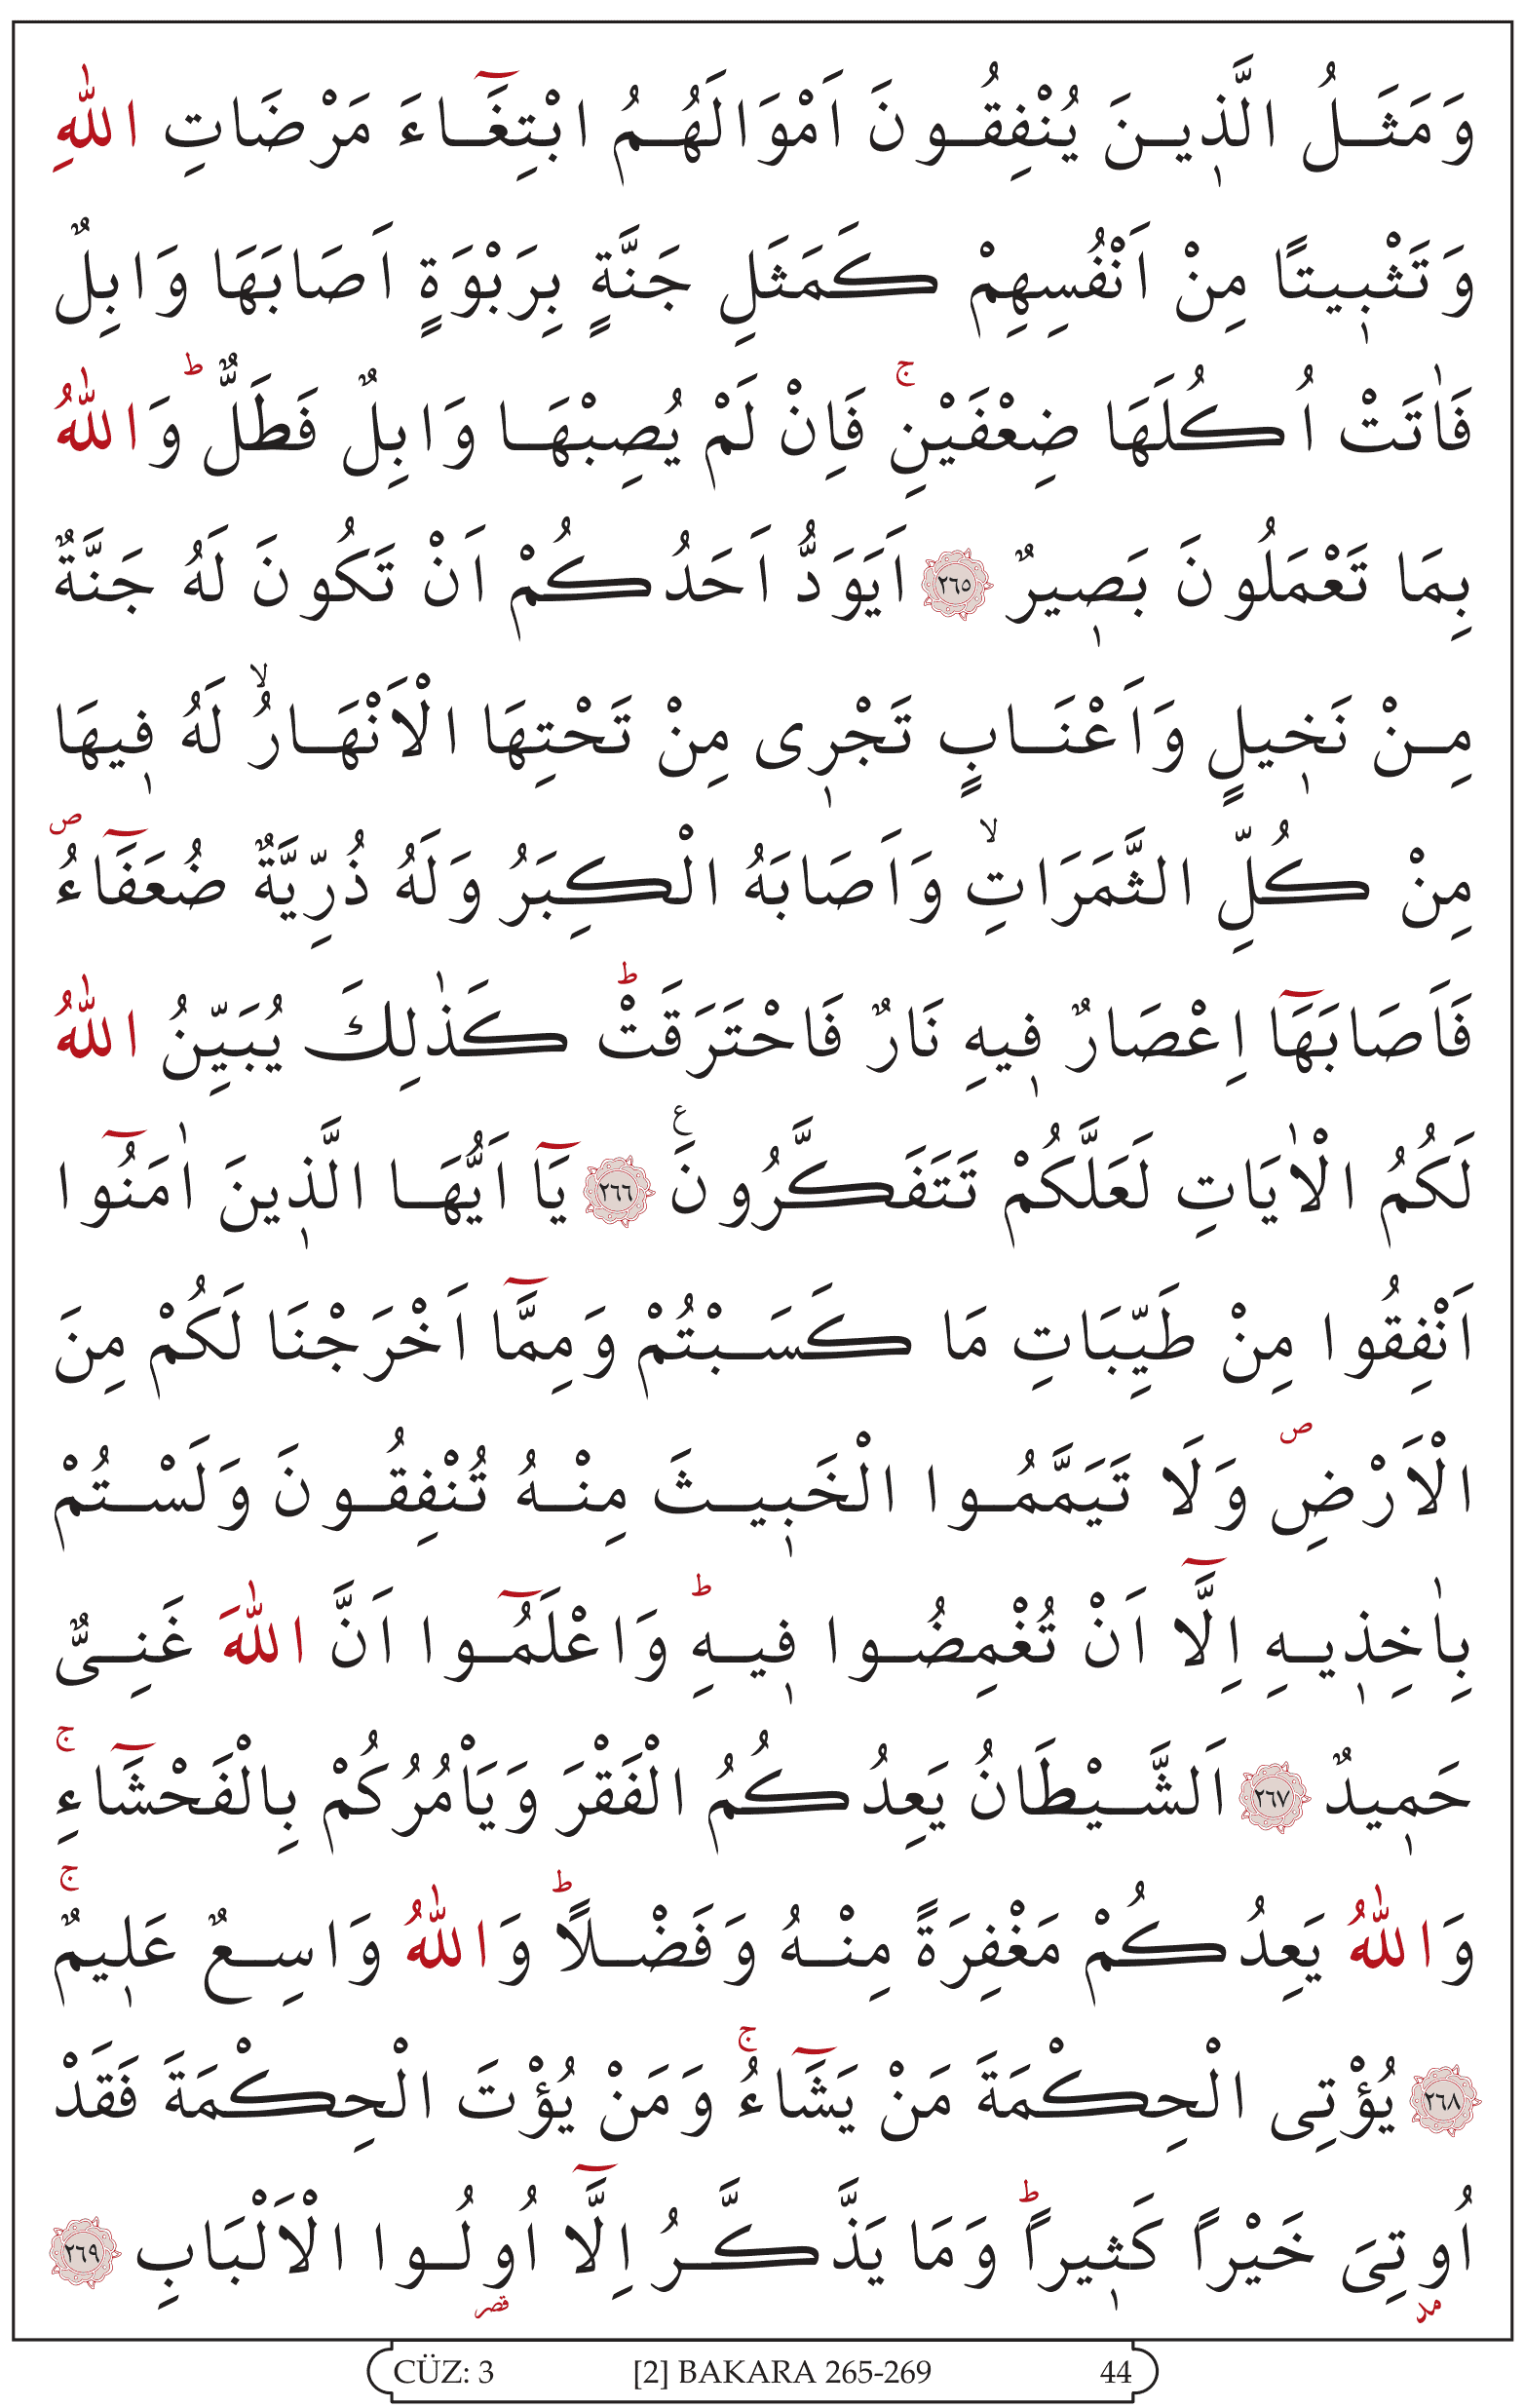 وَمَثَلُ الَّذ۪ينَ يُنْفِقُونَ اَمْوَالَهُمُ ابْتِغَٓاءَ مَرْضَاتِ اللّٰهِ
وَتَثْب۪يتًا مِنْ اَنْفُسِهِمْ كَمَثَلِ جَنَّةٍ بِرَبْوَةٍ اَصَابَهَا وَابِلٌ
فَاٰتَتْ اُكُلَهَا ضِعْفَيْنِۚ فَاِنْ لَمْ يُصِبْهَا وَابِلٌ فَطَلٌّؕ وَاللّٰهُ
بِمَا تَعْمَلُونَ بَص۪يرٌ ﴿٢٦٥﴾ اَيَوَدُّ اَحَدُكُمْ اَنْ تَكُونَ لَهُ جَنَّةٌ
مِنْ نَخ۪يلٍ وَاَعْنَابٍ تَجْر۪ى مِنْ تَحْتِهَا الْاَنْهَارُۙ لَهُ ف۪يهَا
مِنْ كُلِّ الثَّمَرَاتِۙ وَاَصَابَهُ الْكِبَرُ وَلَهُ ذُرِّيَّةٌ ضُعَفَٓاءُۖ
فَاَصَابَهَٓا اِعْصَارٌ ف۪يهِ نَارٌ فَاحْتَرَقَتْؕ كَذٰلِكَ يُبَيِّنُ اللّٰهُ
لَكُمُ الْاٰيَاتِ لَعَلَّكُمْ تَتَفَكَّرُونَ۟ ﴿٢٦٦﴾ يَٓا اَيُّهَا الَّذ۪ينَ اٰمَنُٓوا
اَنْفِقُوا مِنْ طَيِّبَاتِ مَا كَسَبْتُمْ وَمِمَّٓا اَخْرَجْنَا لَكُمْ مِنَ
الْاَرْضِۖ وَلَا تَيَمَّمُوا الْخَب۪يثَ مِنْهُ تُنْفِقُونَ وَلَسْتُمْ
بِاٰخِذ۪يهِ اِلَّٓا اَنْ تُغْمِضُوا ف۪يهِؕ وَاعْلَمُٓوا اَنَّ اللّٰهَ غَنِىٌّ
حَم۪يدٌ ﴿٢٦٧﴾ اَلشَّيْطَانُ يَعِدُكُمُ الْفَقْرَ وَيَاْمُرُكُمْ بِالْفَحْشَٓاءِۚ
وَاللّٰهُ يَعِدُكُمْ مَغْفِرَةً مِنْهُ وَفَضْلًاؕ وَاللّٰهُ وَاسِعٌ عَل۪يمٌۚ
﴿٢٦٨﴾ يُؤْتِى الْحِكْمَةَ مَنْ يَشَٓاءُۚ وَمَنْ يُؤْتَ الْحِكْمَةَ فَقَدْ
اُوتِىَ خَيْرًا كَث۪يرًاؕ وَمَا يَذَّكَّرُ اِلَّٓا اُولُوا الْاَلْبَابِ ﴿٢٦٩﴾
مد قصر
CÜZ: 3 [2] BAKARA 265-269 44